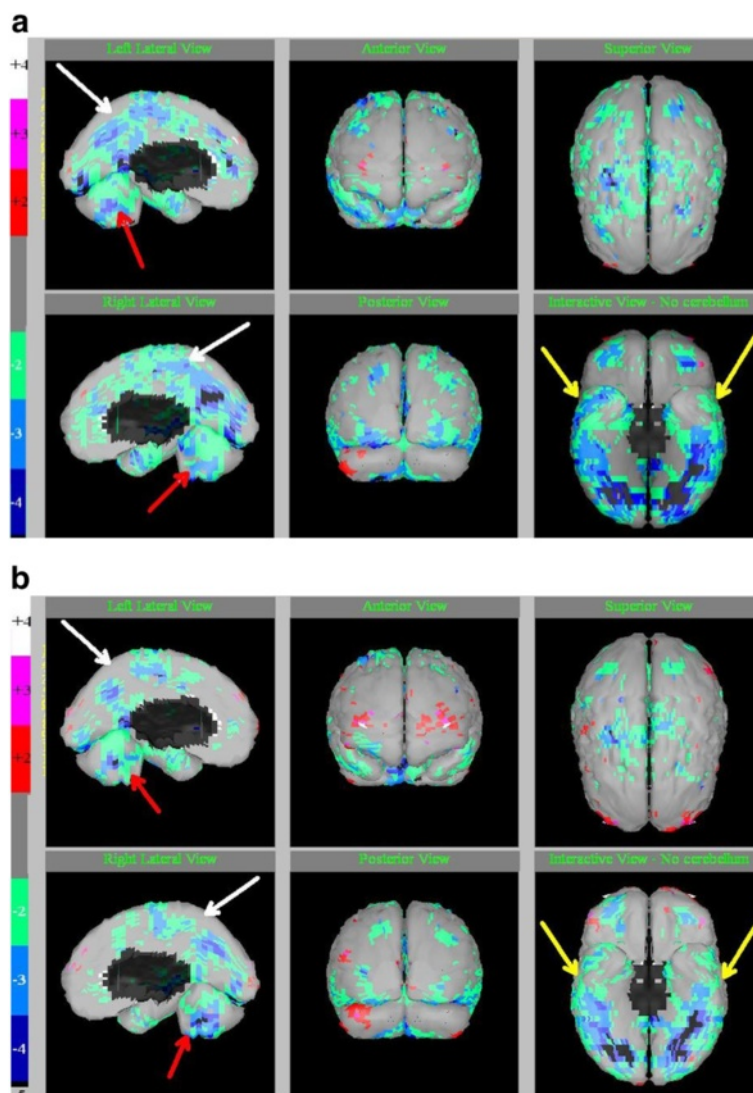 a
Left Lateral View
Anterior View
Superior View
+4
+3
+2
Right Lateral View
Posterior View
Interactive View - No cerebellum
-2
-3
-4
b
Left Lateral View
Anterior View
Superior View
+4
+3
+2
Right Lateral View
Posterior View
Interactive View - No cerebellum
-2
-3
-4